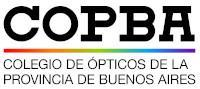 COPBA
COLEGIO DE ÓPTICOS DE LA
PROVINCIA DE BUENOS AIRES